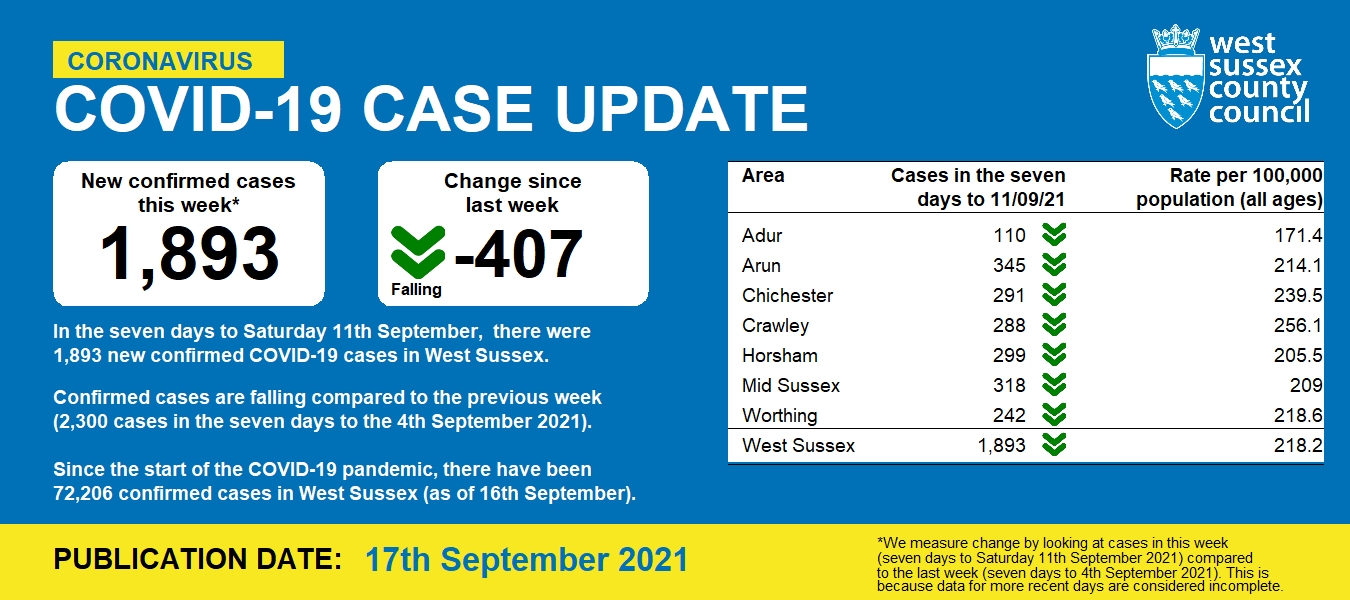 CORONAVIRUS
COVID-19 CASE UPDATE
west
sussex
county
council
New confirmed cases
this week*
1,893
Change since
last week
-407
Falling
In the seven days to Saturday 11th September,  there were
1,893 new confirmed COVID-19 cases in West Sussex.
Confirmed cases are falling compared to the previous week
(2,300 cases in the seven days to the 4th September 2021).
Since the start of the COVID-19 pandemic, there have been
72,206 confirmed cases in West Sussex (as of 16th September).
Area Cases in the seven Rate per 100,000
days to 11/09/21 population (all ages)
Adur 110 171.4
Arun 345 214.1
Chichester 291 239.5
Crawley 288 256.1
Horsham 299 205.5
Mid Sussex 318 209
Worthing 242 218.6
West Sussex 1,893 218.2
PUBLICATION DATE: 17th September 2021
*We measure change by looking at cases in this week
(seven days to Saturday 11th September 2021) compared
to the last week (seven days to 4th September 2021). This is
because data for more recent days are considered incomplete.